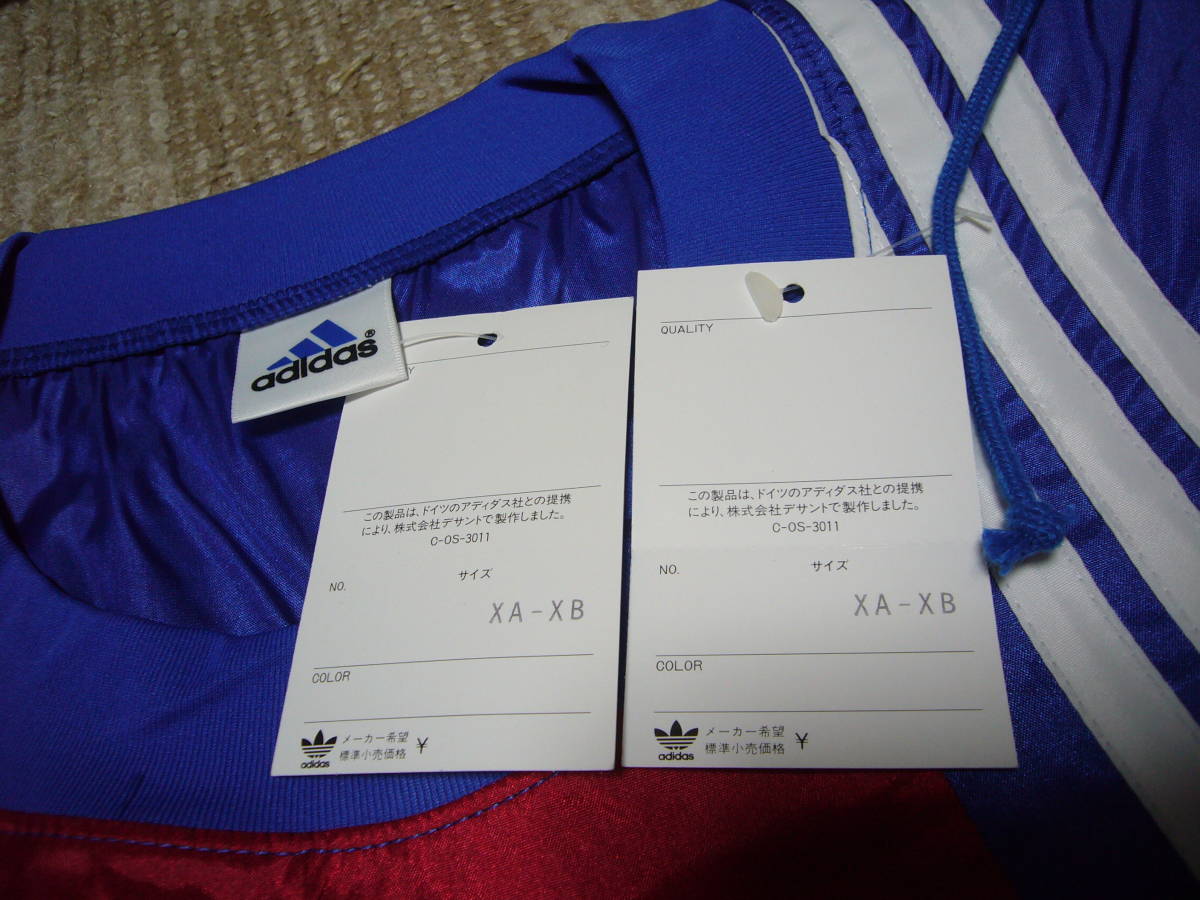 adidas®
Y
この製品は、ドイツのアディダス社との提携
により、株式会社デサントで製作しました。
C-OS-3011
NO.
サイズ
XA-XB
COLOR
adidas
メーカー希望
標準小売価格 ¥
QUALITY
この製品は、ドイツのアディダス社との提携
により、株式会社デサントで製作しました。
C-OS-3011
NO.
サイズ
XA-XB
COLOR
adidas
メーカー希望
標準小売価格 ¥